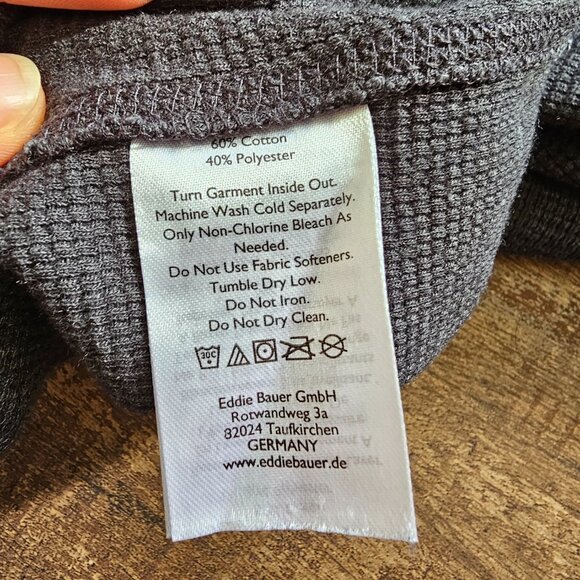 60% Cotton
40% Polyester
Turn Garment Inside Out.
Machine Wash Cold Separately.
Only Non-Chlorine Bleach As
Needed.
Do Not Use Fabric Softeners.
Tumble Dry Low.
Do Not Iron.
Do Not Dry Clean.
30C
Eddie Bauer GmbH
Rotwandweg 3a
82024 Taufkirchen
GERMANY
www.eddiebauer.de